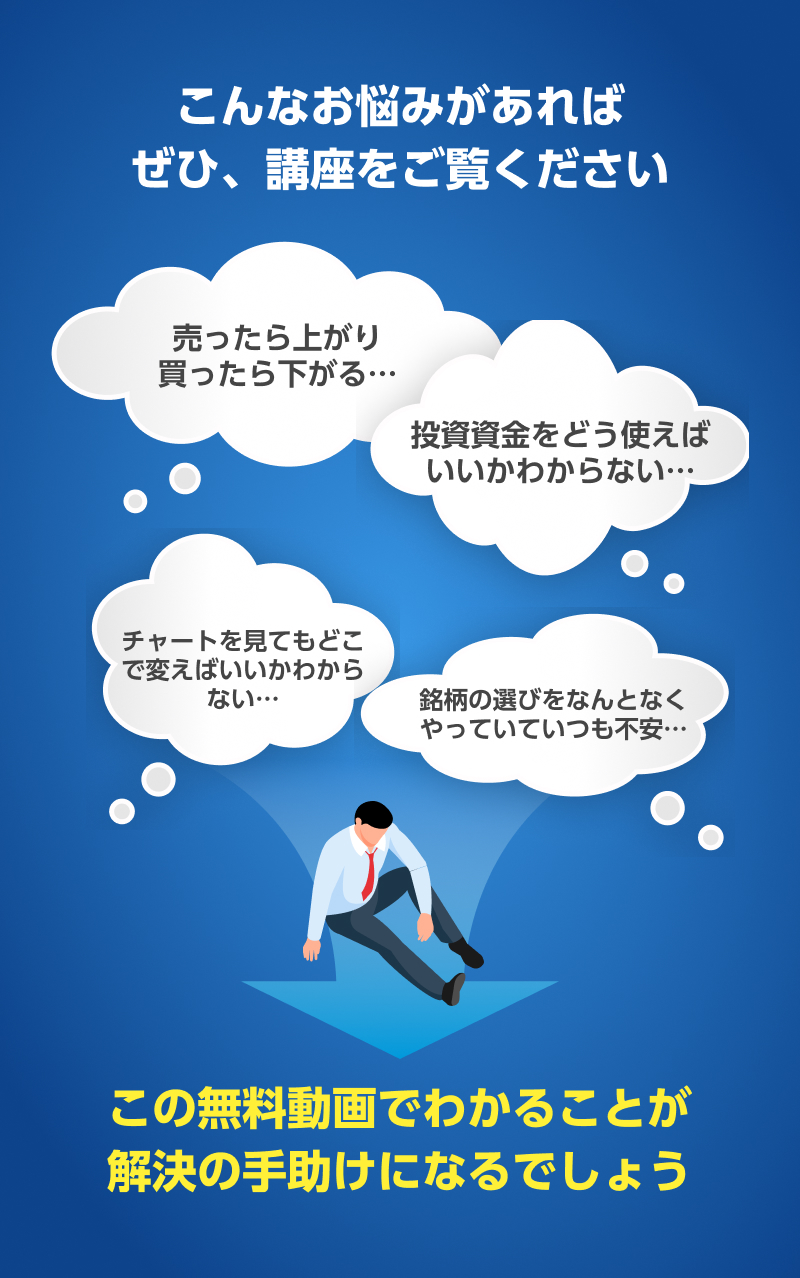 こんなお悩みがあれば
ぜひ、講座をご覧ください
売ったら上がり
買ったら下がる…
投資資金をどう使えば
いいかわからない…
チャートを見てもどこ
で変えばいいかわから
ない…
銘柄の選びをなんとなく
やっていていつも不安…
この無料動画でわかることが
解決の手助けになるでしょう